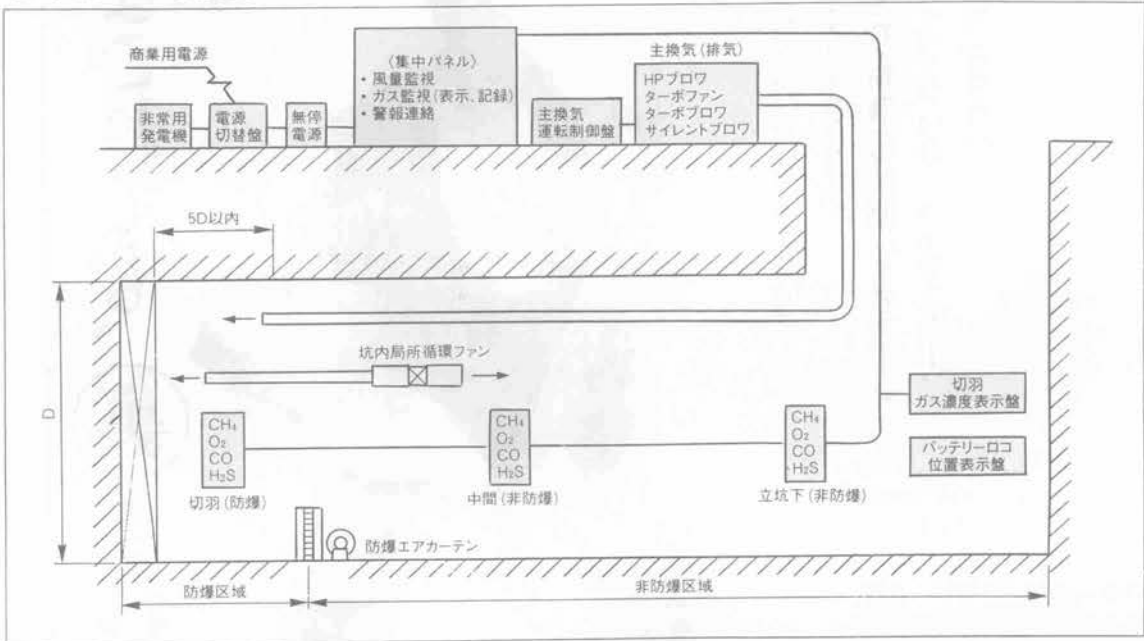 商業用電源
非常用
発電機
電源
切替盤
無停
電源
〈集中パネル〉
・風量監視
・ガス監視(表示、記録)
・警報連絡
主換気
運転制御盤
主換気(排気)
HPブロワ
ターボファン
ターボブロワ
サイレントブロワ
5D以内
D
坑内局所循環ファン
CH₄
O₂
CO
H₂S
切羽(防爆)
CH₄
O₂
CO
H₂S
中間(非防爆)
CH₄
O₂
CO
H₂S
立坑下(非防爆)
切羽
ガス濃度表示盤
バッテリーロコ
位置表示盤
防爆エアカーテン
防爆区域
非防爆区域